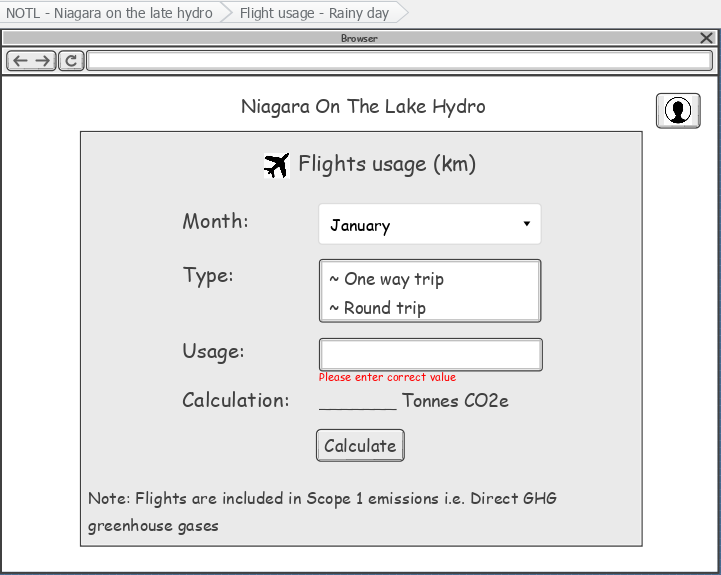 NOTL - Niagara on the late hydro Flight usage - Rainy day
Browser
Niagara On The Lake Hydro
Flights usage (km)
Month: January
Type: ~ One way trip
~ Round trip
Usage:
Please enter correct value
Calculation: ________ Tonnes CO2e
Calculate
Note: Flights are included in Scope 1 emissions i.e. Direct GHG
greenhouse gases